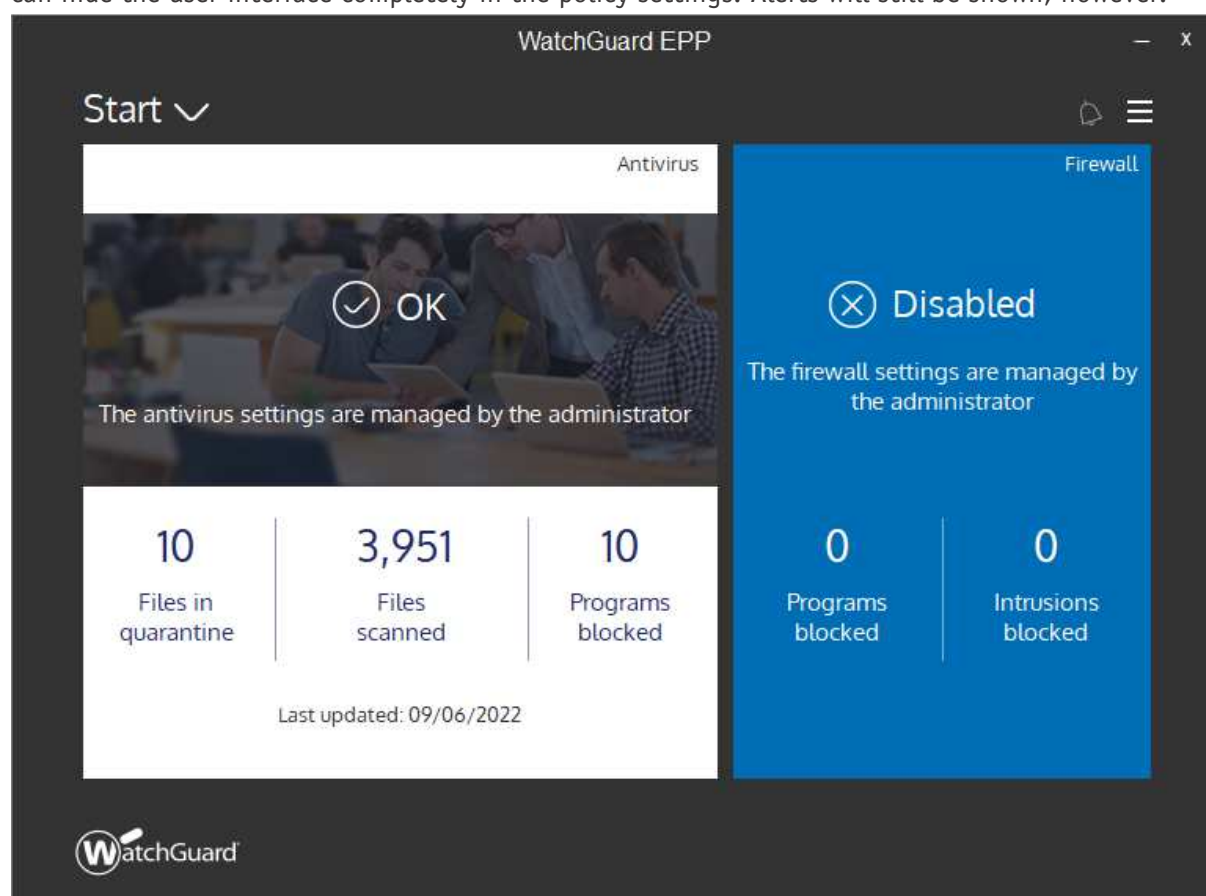 can hide the user interface completely in the policy settings. Alerts will still be shown, however.
WatchGuard EPP
Start
Antivirus
OK
The antivirus settings are managed by the administrator
10
Files in
quarantine
3,951
Files
scanned
10
Programs
blocked
Last updated: 09/06/2022
Firewall
Disabled
The firewall settings are managed by
the administrator
0
Programs
blocked
0
Intrusions
blocked
WatchGuard